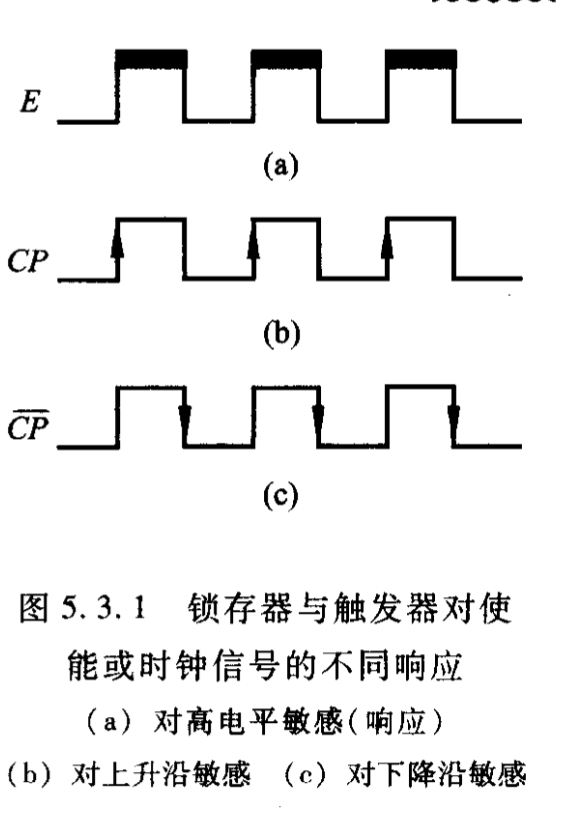 E
(a)
CP
(b)
C̅P̅
(c)
图 5.3.1 锁存器与触发器对使
能或时钟信号的不同响应
(a) 对高电平敏感(响应)
(b) 对上升沿敏感 (c) 对下降沿敏感